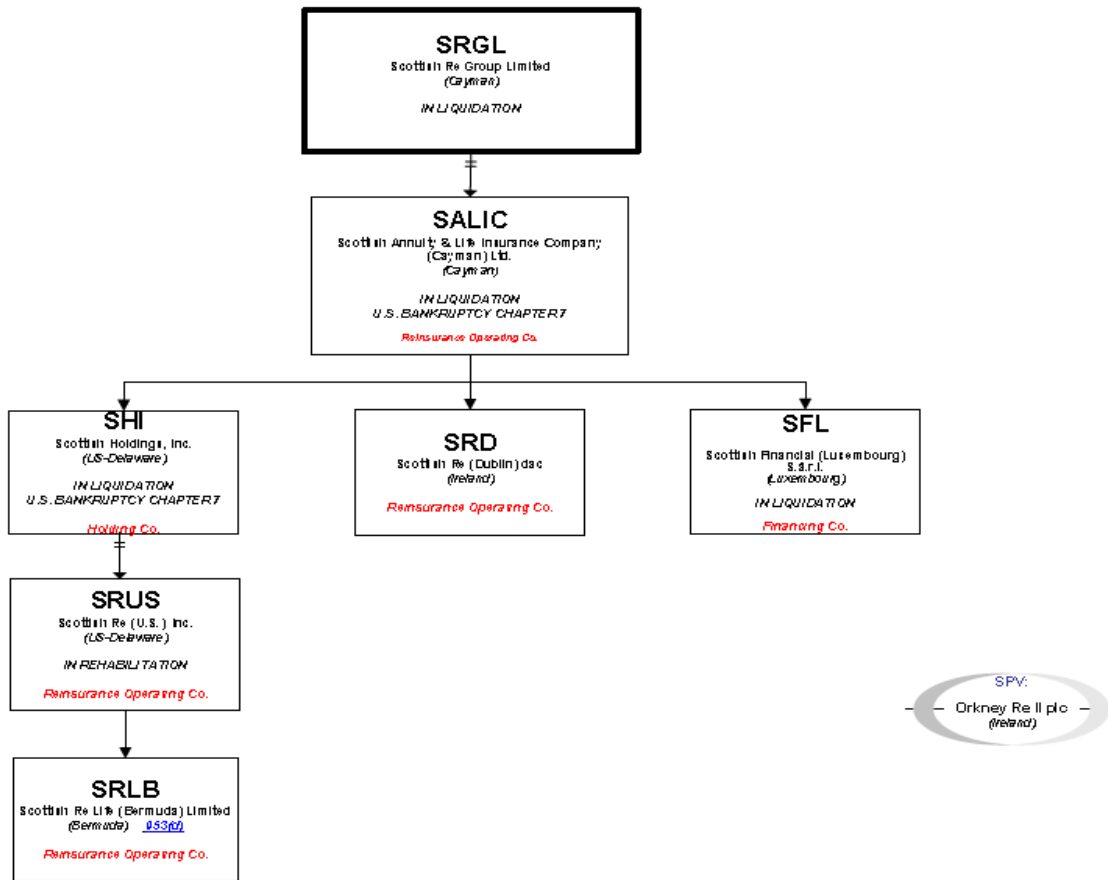 SRGL
Scottish Re Group Limited
(Cayman)
IN LIQUIDATION
SALIC
Scottish Annuity & Life Insurance Company
(Cayman) Ltd.
(Cayman)
IN LIQUIDATION
U.S. BANKRUPTCY CHAPTER 7
Reinsurance Operating Co.
SHI
Scottish Holdings, Inc.
(US-Delaware)
IN LIQUIDATION
U.S. BANKRUPTCY CHAPTER 7
Holding Co.
SRD
Scottish Re (Dublin) dac
(Ireland)
Reinsurance Operating Co.
SFL
Scottish Financial (Luxembourg)
S.a.r.l.
(Luxembourg)
IN LIQUIDATION
Financing Co.
SRUS
Scottish Re (U.S.) Inc.
(US-Delaware)
IN REHABILITATION
Reinsurance Operating Co.
SPV:
Orkney Re II plc
(Ireland)
SRLB
Scottish Re Life (Bermuda) Limited
(Bermuda) 953(d)
Reinsurance Operating Co.